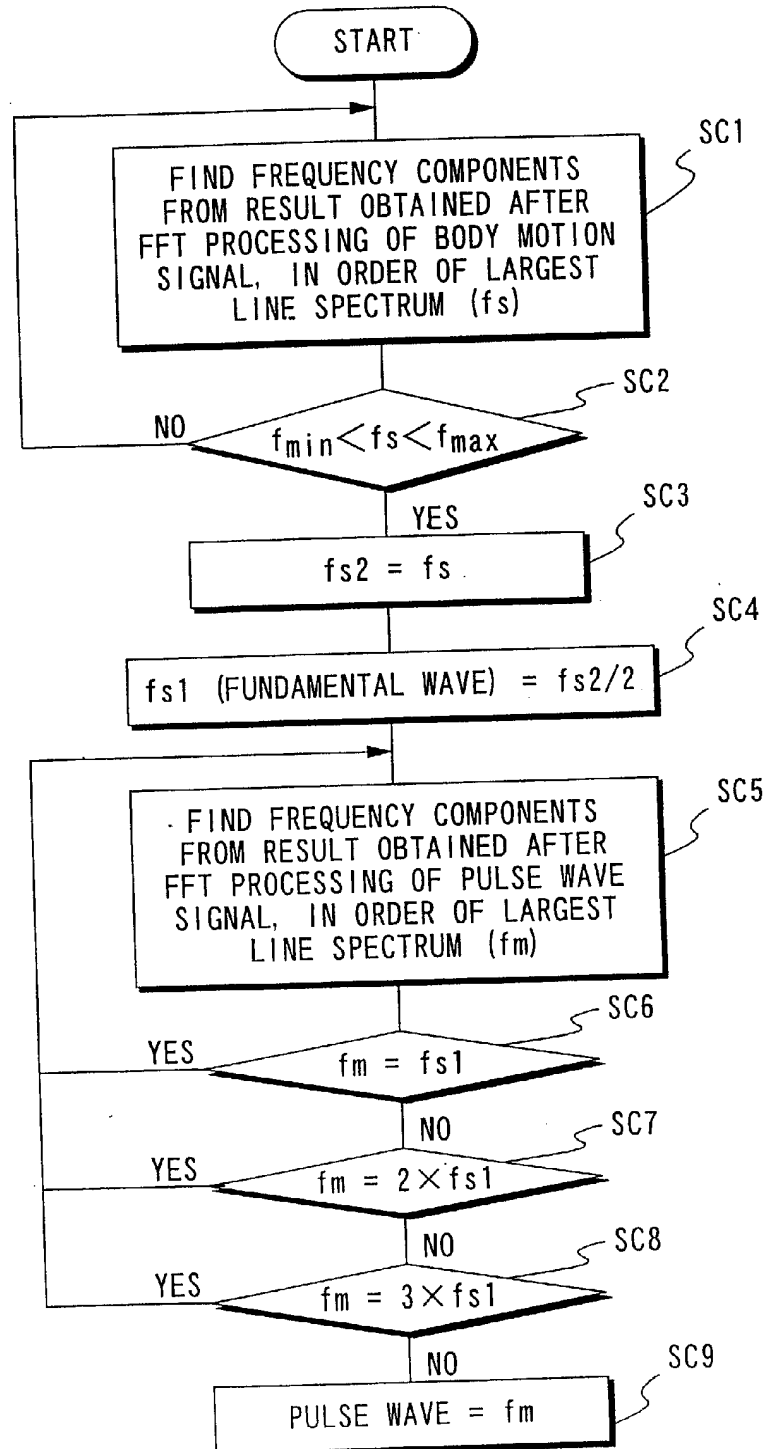 START
SC1
FIND FREQUENCY COMPONENTS
FROM RESULT OBTAINED AFTER
FFT PROCESSING OF BODY MOTION
SIGNAL, IN ORDER OF LARGEST
LINE SPECTRUM (fs)
SC2
NO
fmin<fs<fmax
YES
SC3
fs2 = fs
SC4
fs1 (FUNDAMENTAL WAVE) = fs2/2
SC5
FIND FREQUENCY COMPONENTS
FROM RESULT OBTAINED AFTER
FFT PROCESSING OF PULSE WAVE
SIGNAL, IN ORDER OF LARGEST
LINE SPECTRUM (fm)
SC6
YES
fm = fs1
NO
SC7
YES
fm = 2×fs1
NO
SC8
YES
fm = 3×fs1
NO
SC9
PULSE WAVE = fm